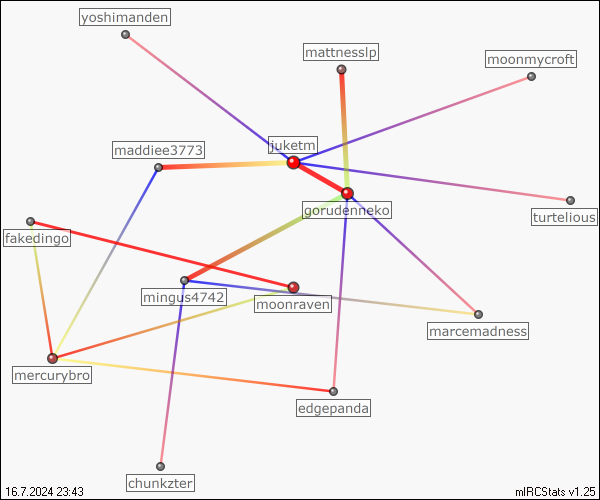 yoshimanden
mattnesslp
moonmycroft
juketm
maddiee3773
gorudenneko
turtelious
fakedingo
mingus4742
moonraven
marcemadness
mercurybro
edgepanda
chunkzter
16.7.2024 23:43
mIRCStats v1.25